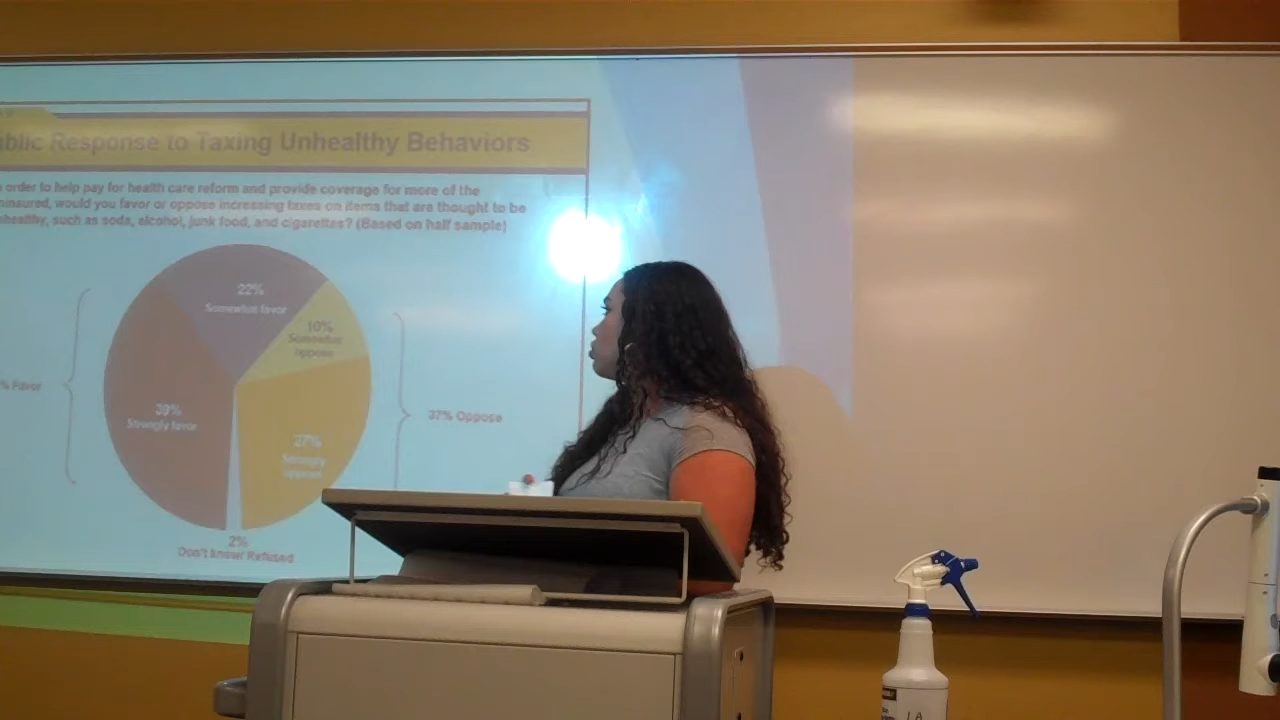 ublic Response to Taxing Unhealthy Behaviors
order to help pay for health care reform and provide coverage for more of the
ninsured, would you favor or oppose increasing taxes on items that are thought to be
nhealthy, such as soda, alcohol, junk food, and cigarettes? (Based on half sample)
22%
Somewhat favor
10%
Somewhat
oppose
% Favor
39%
Strongly favor
37% Oppose
27%
Strongly
oppose
2%
Don't know/ Refused